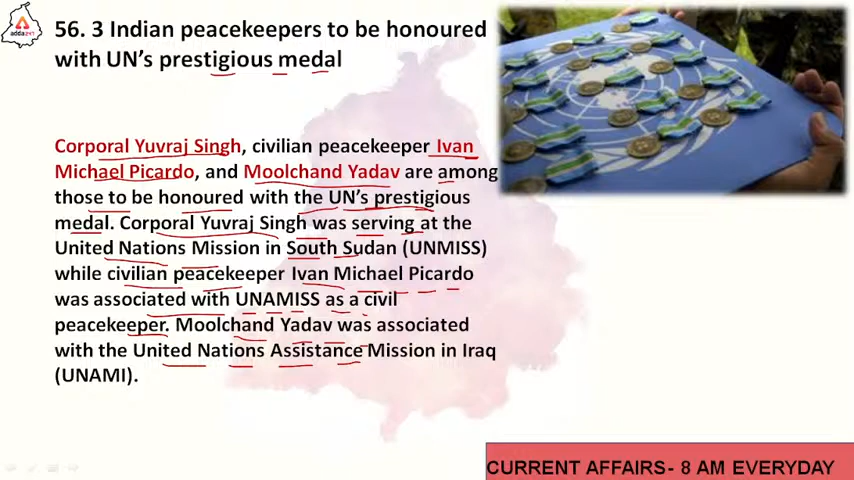 adda247
56. 3 Indian peacekeepers to be honoured
with UN's prestigious medal
Corporal Yuvraj Singh, civilian peacekeeper Ivan
Michael Picardo, and Moolchand Yadav are among
those to be honoured with the UN's prestigious
medal. Corporal Yuvraj Singh was serving at the
United Nations Mission in South Sudan (UNMISS)
while civilian peacekeeper Ivan Michael Picardo
was associated with UNAMISS as a civil
peacekeeper. Moolchand Yadav was associated
with the United Nations Assistance Mission in Iraq
(UNAMI).
CURRENT AFFAIRS- 8 AM EVERYDAY